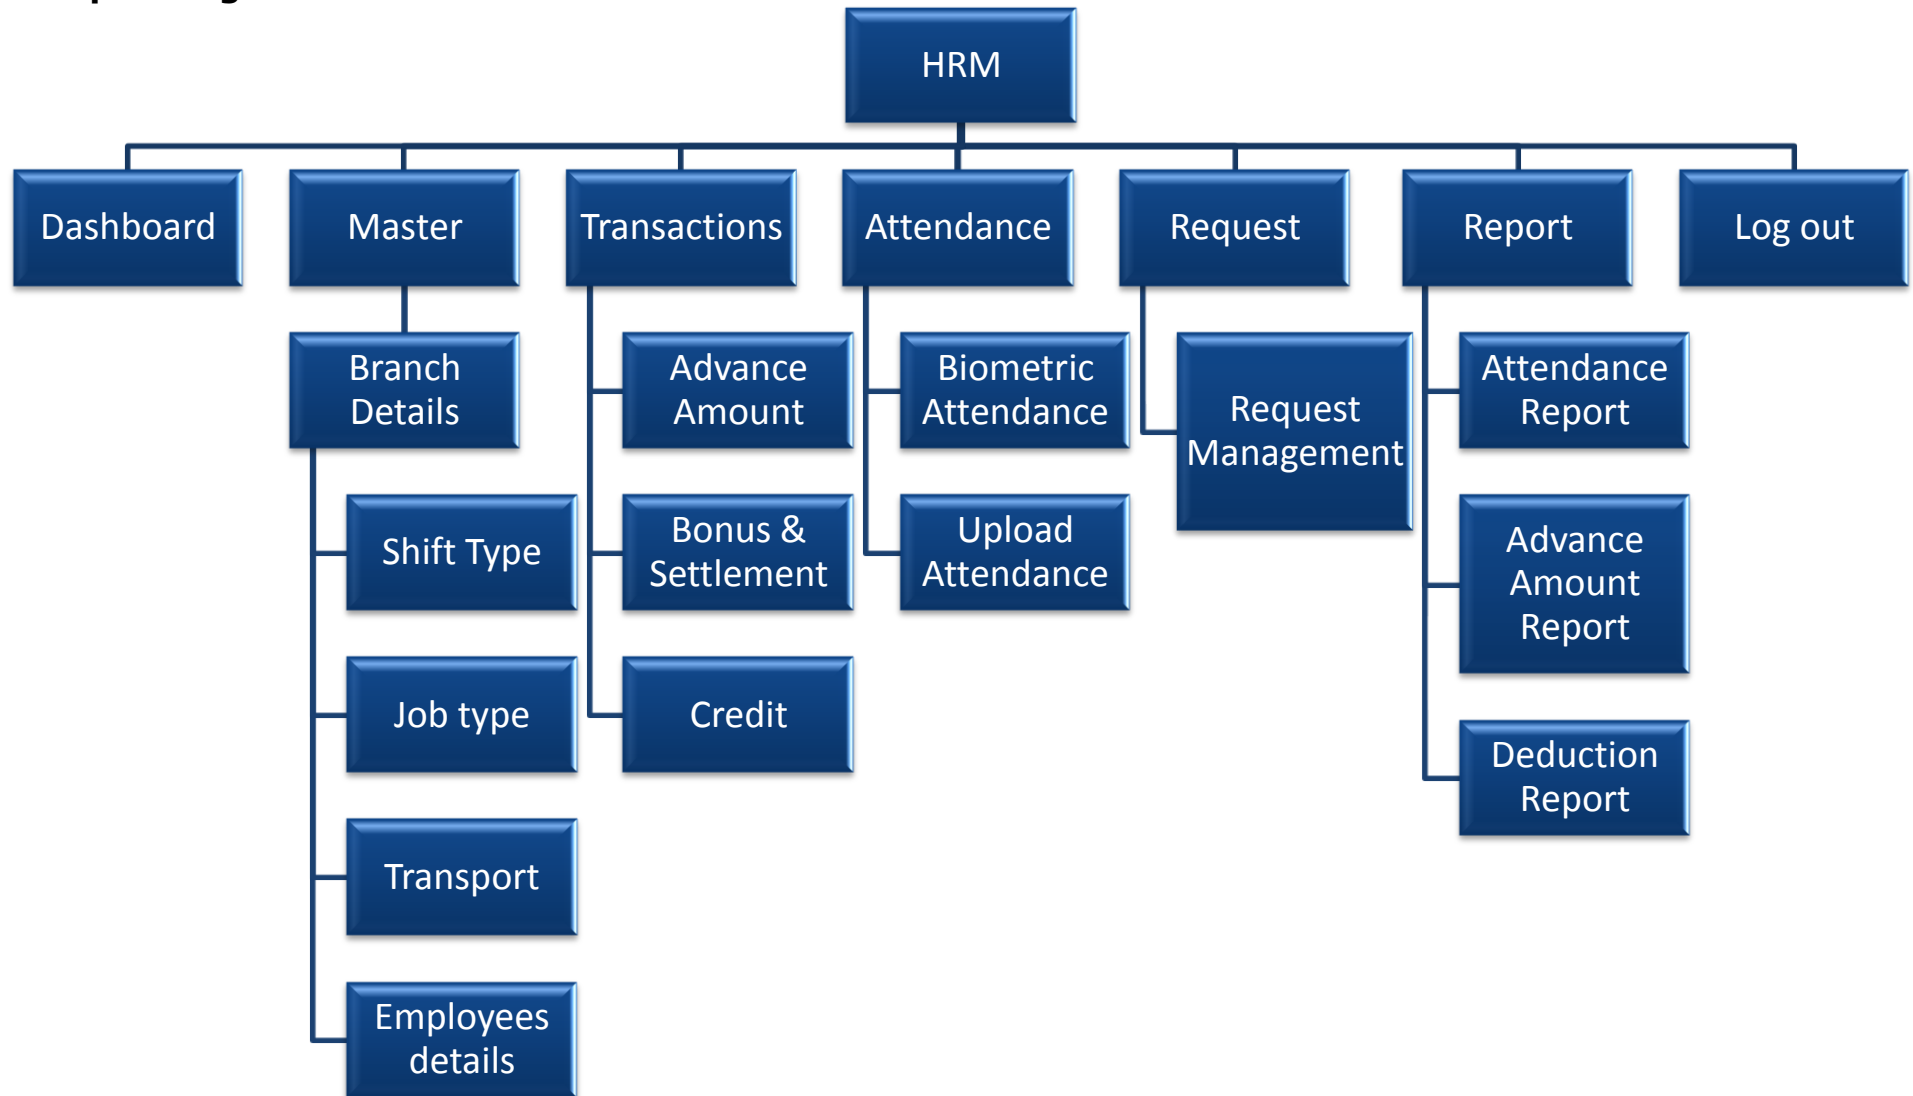 HRM
Dashboard
Master
Transactions
Attendance
Request
Report
Log out
Branch
Details
Shift Type
Job type
Transport
Employees
details
Advance
Amount
Bonus &
Settlement
Credit
Biometric
Attendance
Upload
Attendance
Request
Management
Attendance
Report
Advance
Amount
Report
Deduction
Report